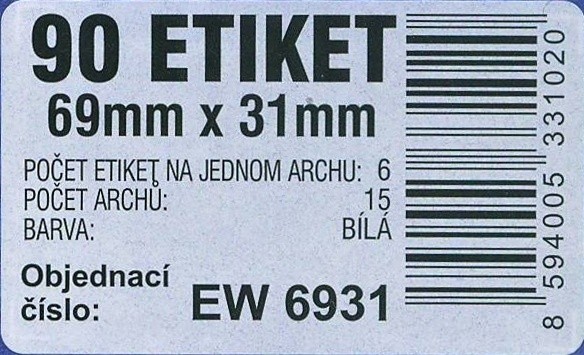 90 ETIKET
69mm x 31mm
POČET ETIKET NA JEDNOM ARCHU: 6
POČET ARCHŮ: 15
BARVA: BÍLÁ
Objednací
číslo: EW 6931
8 594005 331020